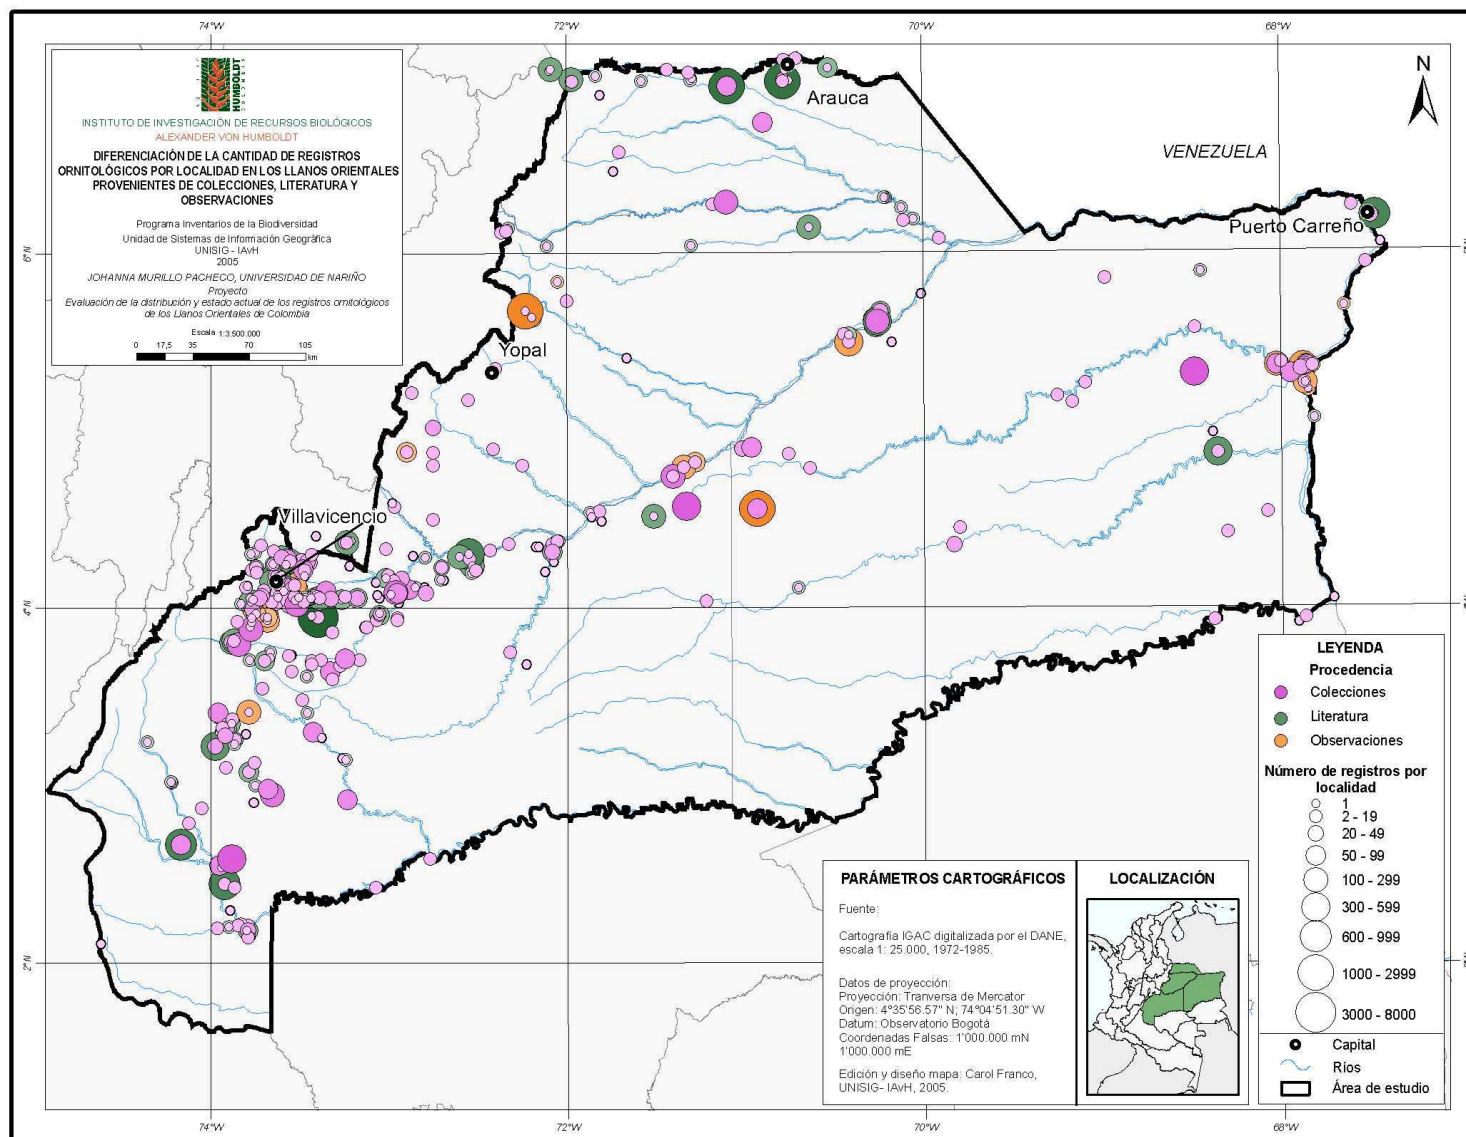 74°W
72°W
70°W
68°W
HUMBOLDT
COLOMBIA
INSTITUTO DE INVESTIGACIÓN DE RECURSOS BIOLÓGICOS
ALEXANDER VON HUMBOLDT
DIFERENCIACIÓN DE LA CANTIDAD DE REGISTROS
ORNITOLÓGICOS POR LOCALIDAD EN LOS LLANOS ORIENTALES
PROVENIENTES DE COLECCIONES, LITERATURA Y
OBSERVACIONES
Programa Inventarios de la Biodiversidad
Unidad de Sistemas de Información Geográfica
UNISIG - IAvH
2005
JOHANNA MURILLO PACHECO, UNIVERSIDAD DE NARIÑO
Proyecto
Evaluación de la distribución y estado actual de los registros ornitológicos
de los Llanos Orientales de Colombia
Escala 1:3.500.000
0 17,5 35 70 105
km
N
Arauca
VENEZUELA
Puerto Carreño
6°N
Yopal
Villavicencio
4°N
2°N
LEYENDA
Procedencia
Colecciones
Literatura
Observaciones
Número de registros por
localidad
1
2 - 19
20 - 49
50 - 99
100 - 299
300 - 599
600 - 999
1000 - 2999
3000 - 8000
Capital
Ríos
Área de estudio
PARÁMETROS CARTOGRÁFICOS
Fuente:
Cartografía IGAC digitalizada por el DANE,
escala 1: 25.000, 1972-1985.
Datos de proyección:
Proyección: Tranversa de Mercator
Origen: 4°35'56.57" N; 74°04'51.30" W
Datum: Observatorio Bogotá
Coordenadas Falsas: 1'000.000 mN
1'000.000 mE
Edición y diseño mapa: Carol Franco,
UNISIG- IAvH, 2005.
LOCALIZACIÓN
74°W
72°W
70°W
68°W